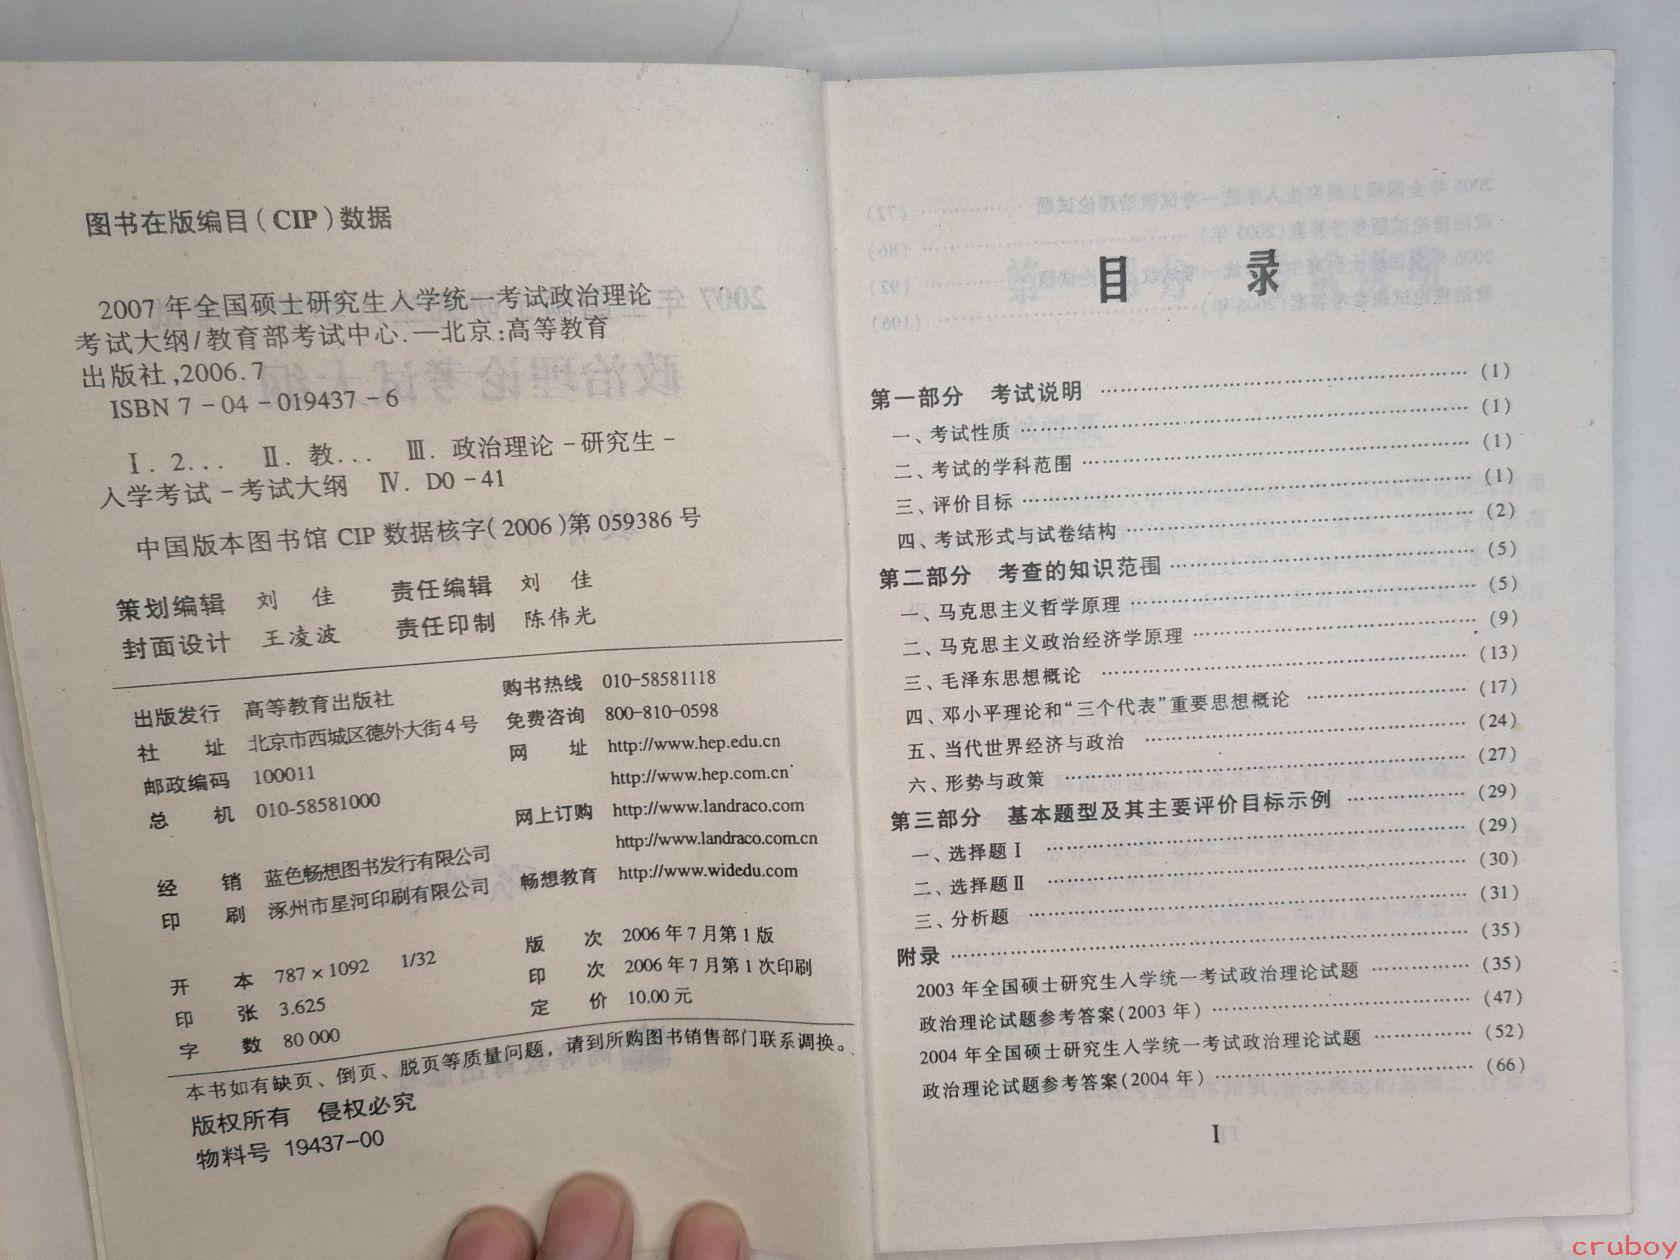 图书在版编目(CIP)数据
2007年全国硕士研究生入学统一考试政治理论
考试大纲/教育部考试中心.—北京:高等教育
出版社,2006.7
ISBN 7-04-019437-6
Ⅰ. 2... Ⅱ. 教... Ⅲ. 政治理论-研究生-
入学考试-考试大纲 Ⅳ. D0-41
中国版本图书馆CIP数据核字(2006)第059386号
策划编辑 刘 佳 责任编辑 刘 佳
封面设计 王凌波 责任印制 陈伟光
出版发行 高等教育出版社 购书热线 010-58581118
社 址 北京市西城区德外大街4号 免费咨询 800-810-0598
邮政编码 100011 网 址 http://www.hep.edu.cn
总 机 010-58581000 http://www.hep.com.cn
网上订购 http://www.landraco.com
http://www.landraco.com.cn
经 销 蓝色畅想图书发行有限公司 畅想教育 http://www.widedu.com
印 刷 涿州市星河印刷有限公司
开 本 787×1092 1/32 版 次 2006年7月第1版
印 张 3.625 印 次 2006年7月第1次印刷
字 数 80 000 定 价 10.00元
本书如有缺页、倒页、脱页等质量问题,请到所购图书销售部门联系调换。
版权所有 侵权必究
物料号 19437-00
目 录
第一部分 考试说明 ……………… (1)
一、考试性质 ……………… (1)
二、考试的学科范围 ……………… (1)
三、评价目标 ……………… (1)
四、考试形式与试卷结构 ……………… (2)
第二部分 考查的知识范围 ……………… (5)
一、马克思主义哲学原理 ……………… (5)
二、马克思主义政治经济学原理 ……………… (9)
三、毛泽东思想概论 ……………… (13)
四、邓小平理论和“三个代表”重要思想概论 ……………… (17)
五、当代世界经济与政治 ……………… (24)
六、形势与政策 ……………… (27)
第三部分 基本题型及其主要评价目标示例 ……………… (29)
一、选择题Ⅰ ……………… (29)
二、选择题Ⅱ ……………… (30)
三、分析题 ……………… (31)
附录 ……………… (35)
2003年全国硕士研究生入学统一考试政治理论试题 ……………… (35)
政治理论试题参考答案(2003年) ……………… (47)
2004年全国硕士研究生入学统一考试政治理论试题 ……………… (52)
政治理论试题参考答案(2004年) ……………… (66)
Ⅰ
cruboy